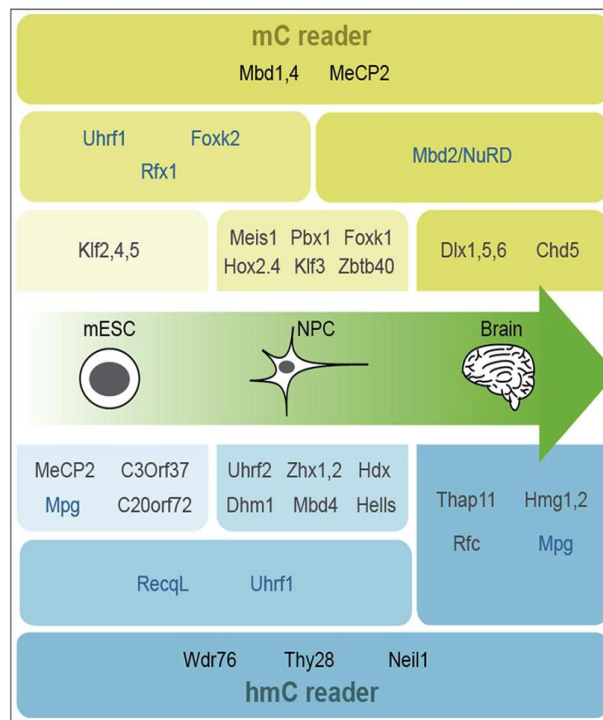 mC reader
Mbd1,4 MeCP2
Uhrf1 Foxk2
Rfx1
Mbd2/NuRD
Klf2,4,5
Meis1 Pbx1 Foxk1
Hox2.4 Klf3 Zbtb40
Dlx1,5,6 Chd5
mESC
NPC
Brain
MeCP2 C3Orf37
Mpg C20orf72
Uhrf2 Zhx1,2 Hdx
Dhm1 Mbd4 Hells
Thap11 Hmg1,2
Rfc Mpg
RecqL Uhrf1
Wdr76 Thy28 Neil1
hmC reader